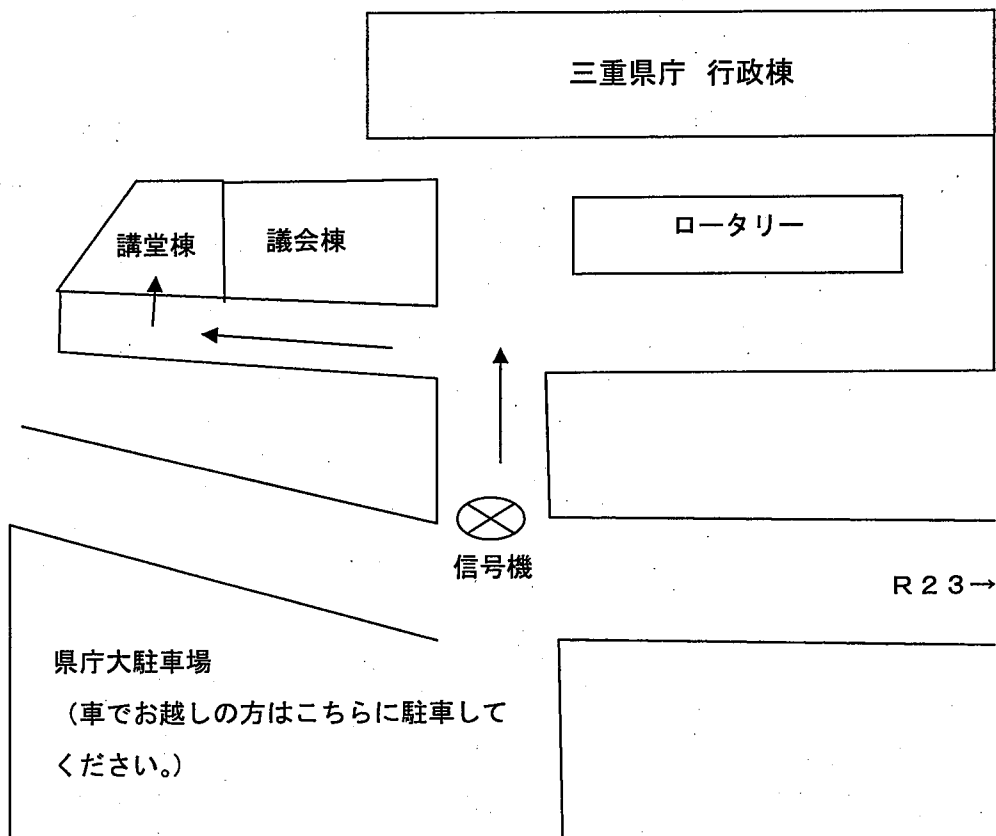 三重県庁 行政棟
ロータリー
講堂棟
議会棟
信号機
R23→
県庁大駐車場
(車でお越しの方はこちらに駐車して
ください。)